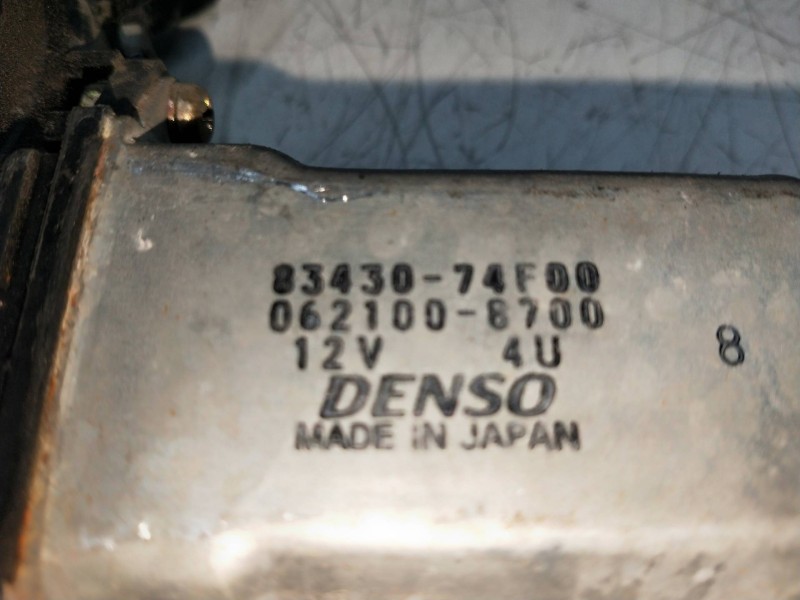 83430-74F00
062100-8700
12V 4U
8
DENSO
MADE IN JAPAN